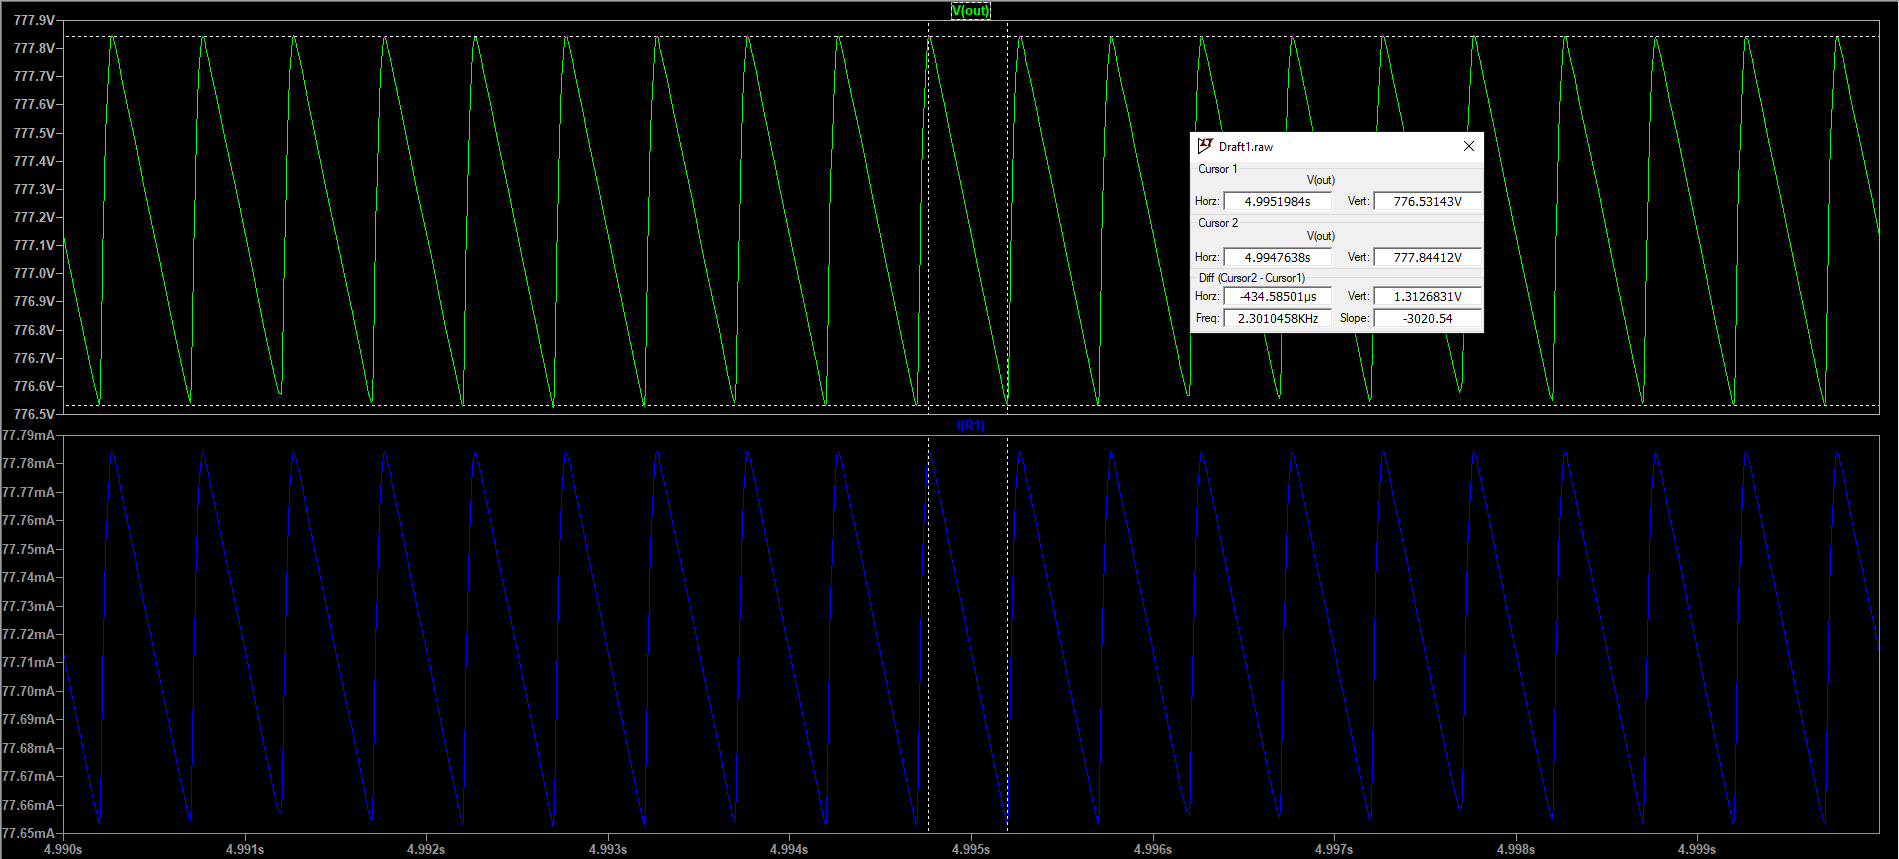 V(out)
777.9V
777.8V
777.7V
777.6V
777.5V
777.4V
777.3V
777.2V
777.1V
777.0V
776.9V
776.8V
776.7V
776.6V
776.5V
Draft1.raw
Cursor 1
V(out)
Horz: 4.9951984s Vert: 776.53143V
Cursor 2
V(out)
Horz: 4.9947638s Vert: 777.84412V
Diff (Cursor2 - Cursor1)
Horz: -434.58501µs Vert: 1.3126831V
Freq: 2.3010458KHz Slope: -3020.54
I(R1)
77.79mA
77.78mA
77.77mA
77.76mA
77.75mA
77.74mA
77.73mA
77.72mA
77.71mA
77.70mA
77.69mA
77.68mA
77.67mA
77.66mA
77.65mA
4.990s 4.991s 4.992s 4.993s 4.994s 4.995s 4.996s 4.997s 4.998s 4.999s